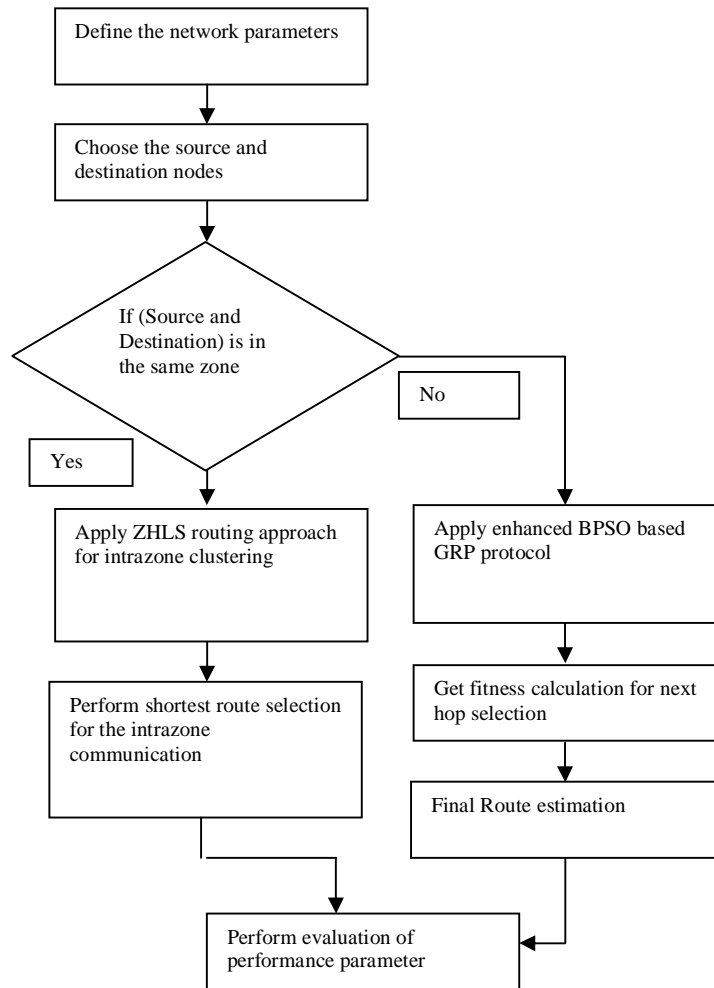 Define the network parameters
Choose the source and
destination nodes
If (Source and
Destination) is in
the same zone
No
Yes
Apply ZHLS routing approach
for intrazone clustering
Apply enhanced BPSO based
GRP protocol
Perform shortest route selection
for the intrazone
communication
Get fitness calculation for next
hop selection
Final Route estimation
Perform evaluation of
performance parameter